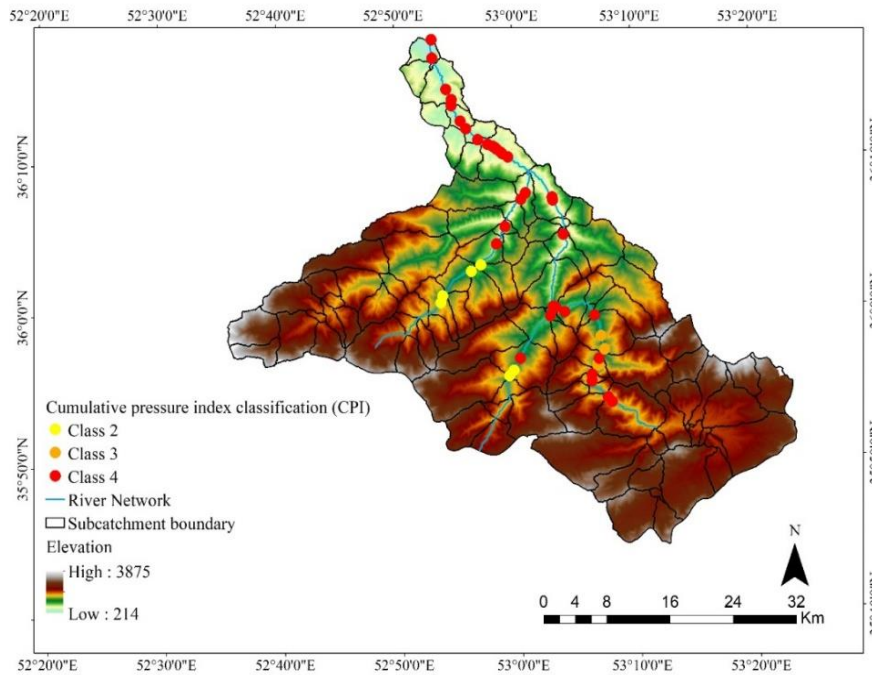 52°20'0"E 52°30'0"E 52°40'0"E 52°50'0"E 53°0'0"E 53°10'0"E 53°20'0"E
36°10'0"N
36°0'0"N
35°50'0"N
Cumulative pressure index classification (CPI)
Class 2
Class 3
Class 4
River Network
Subcatchment boundary
Elevation
High : 3875
Low : 214
N
0 2 4 8 16 24 32
Km
52°20'0"E 52°30'0"E 52°40'0"E 52°50'0"E 53°0'0"E 53°10'0"E 53°20'0"E